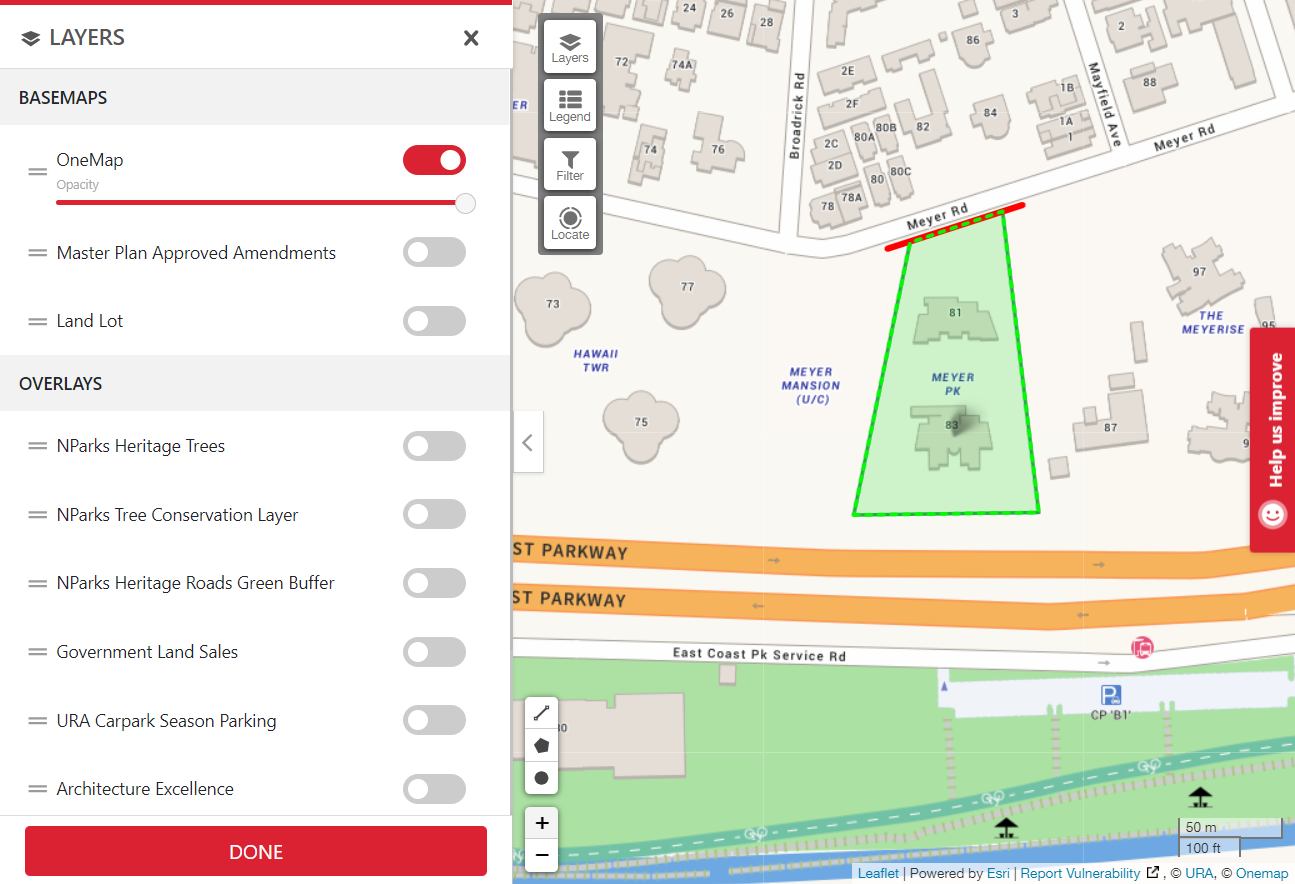 LAYERS
BASEMAPS
OneMap
Opacity
Master Plan Approved Amendments
Land Lot
OVERLAYS
NParks Heritage Trees
NParks Tree Conservation Layer
NParks Heritage Roads Green Buffer
Government Land Sales
URA Carpark Season Parking
Architecture Excellence
DONE
Layers
Legend
Filter
Locate
24
26
28
3
2
72
74A
86
2E
88
ER
Broadrick Rd
Mayfield Ave
1B
2F
84
80B
82
1A
1
80A
2C
Meyer Rd
74
76
2D
80C
80
78A
78
Meyer Rd
97
77
73
81
THE
MEYERISE
95
HAWAII
TWR
MEYER
MANSION
(U/C)
MEYER
PK
75
83
87
9
Help us improve
ST PARKWAY
ST PARKWAY
East Coast Pk Service Rd
P
CP 'B1'
+
−
50 m
100 ft
Leaflet | Powered by Esri | Report Vulnerability , © URA, © Onemap